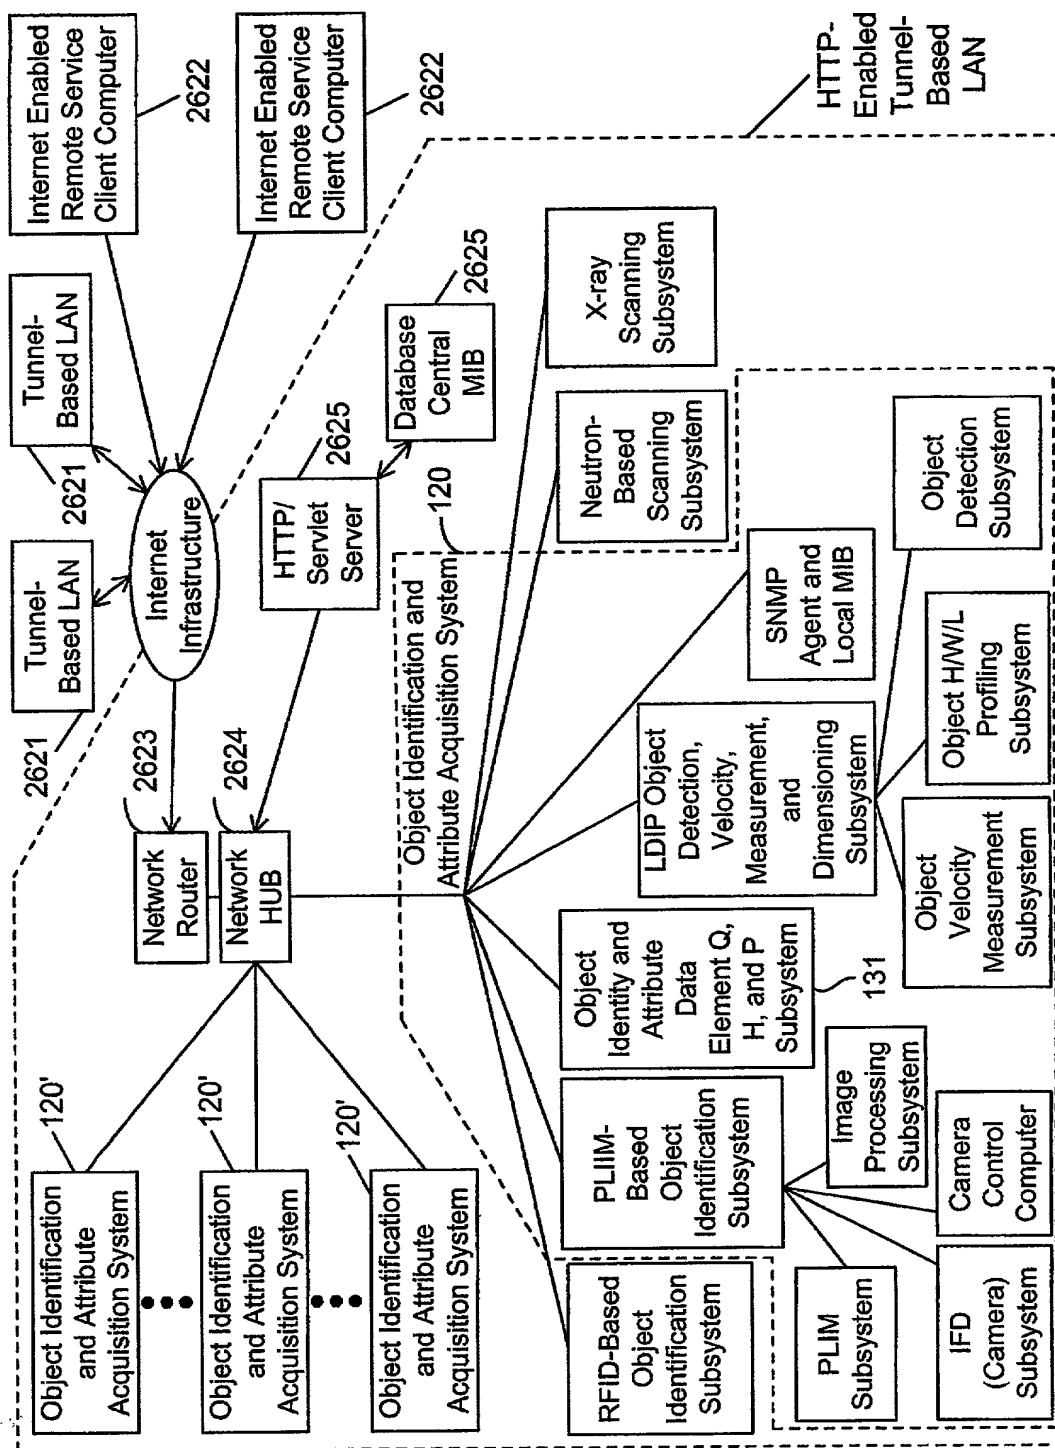 Internet Enabled
Remote Service
Client Computer
2622
Internet Enabled
Remote Service
Client Computer
2622
Tunnel-
Based LAN
2621
Tunnel-
Based LAN
2621
Internet
Infrastructure
HTTP-
Enabled
Tunnel-
Based
LAN
Network
Router
2623
Network
HUB
2624
HTTP/
Servlet
Server
2625
Database
Central
MIB
2625
Object Identification
and Attribute
Acquisition System
120'
Object Identification
and Attribute
Acquisition System
120'
Object Identification
and Attribute
Acquisition System
120'
Object Identification and
Attribute Acquisition System
120
RFID-Based
Object
Identification
Subsystem
PLIIM-
Based
Object
Identification
Subsystem
Object
Identity and
Attribute
Data
Element Q,
H, and P
Subsystem
131
LDIP Object
Detection,
Velocity,
Measurement,
and
Dimensioning
Subsystem
SNMP
Agent and
Local MIB
Neutron-
Based
Scanning
Subsystem
X-ray
Scanning
Subsystem
PLIM
Subsystem
IFD
(Camera)
Subsystem
Camera
Control
Computer
Image
Processing
Subsystem
Object
Velocity
Measurement
Subsystem
Object H/W/L
Profiling
Subsystem
Object
Detection
Subsystem